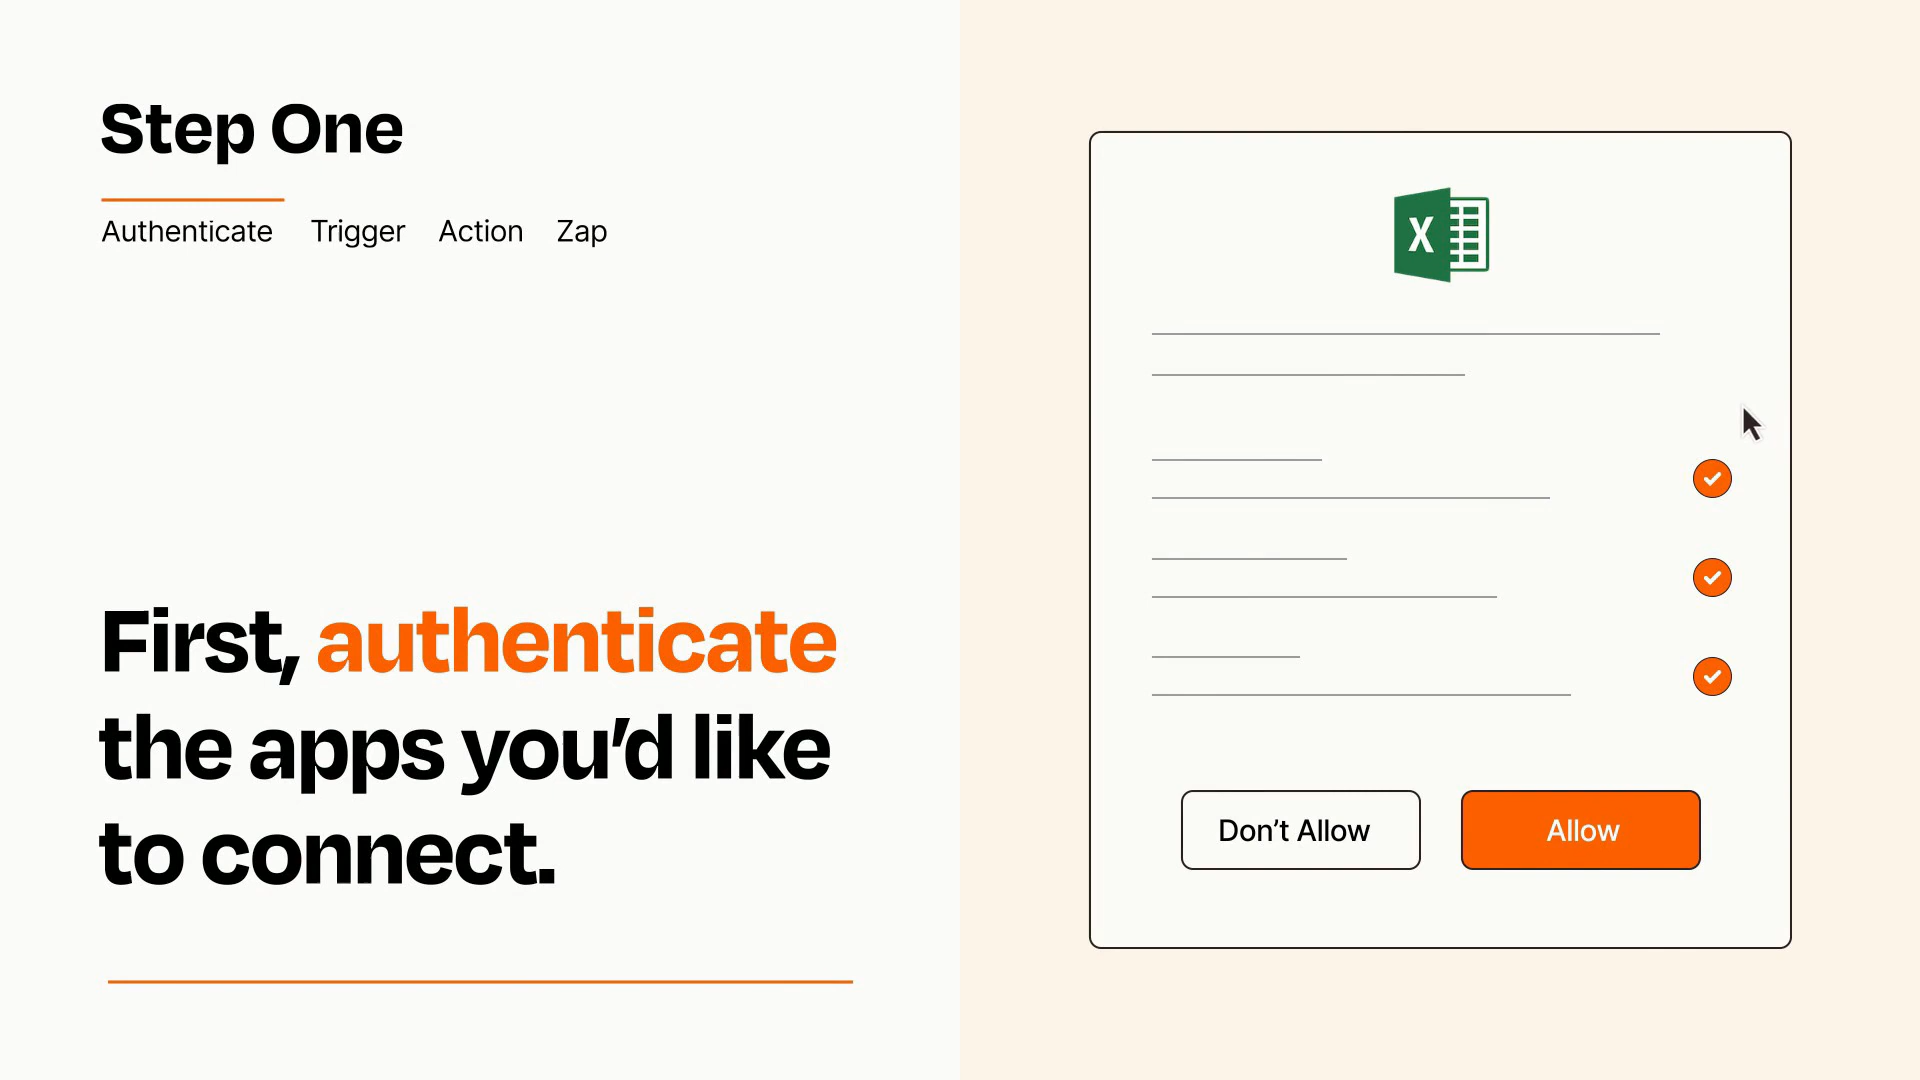 Step One
Authenticate Trigger Action Zap
First, authenticate
the apps you’d like
to connect.
X
Don’t Allow
Allow